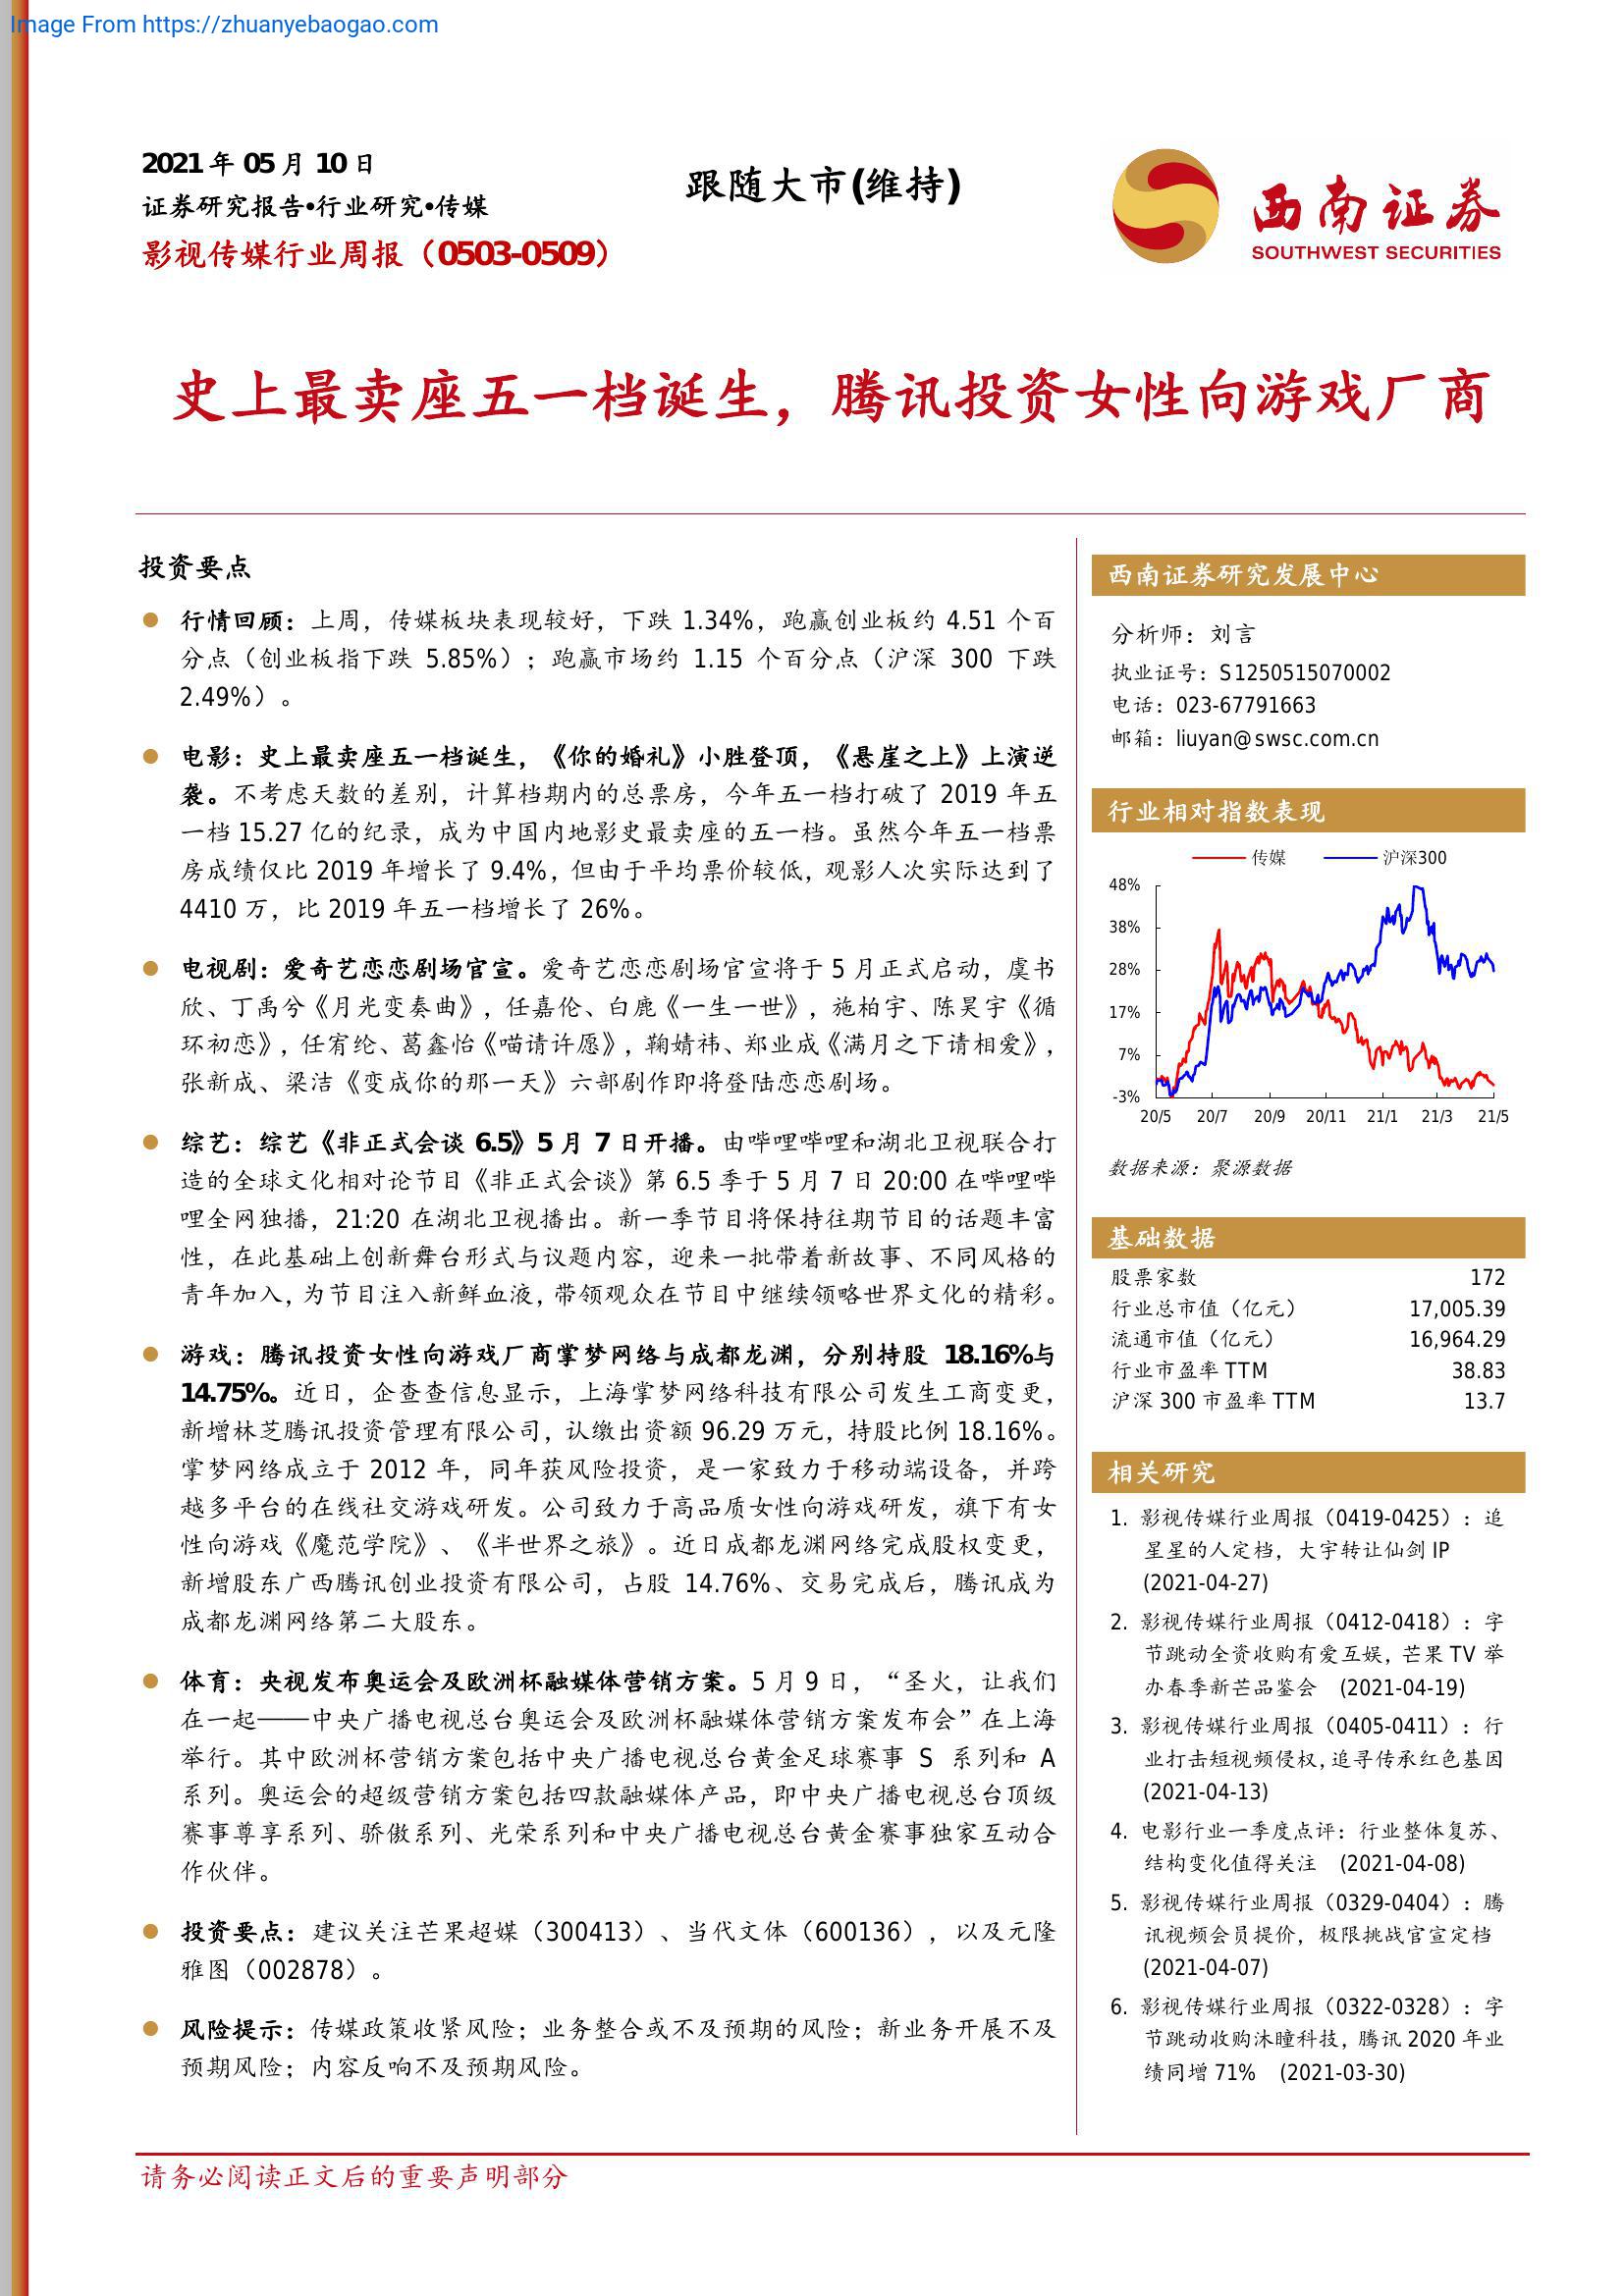 Image From https://zhuanyebaogao.com
2021 年 05 月 10 日
证券研究报告•行业研究•传媒
影视传媒行业周报（0503-0509）
跟随大市(维持)
西南证券
SOUTHWEST SECURITIES
史上最卖座五一档诞生，腾讯投资女性向游戏厂商
投资要点
行情回顾：上周，传媒板块表现较好，下跌 1.34%，跑赢创业板约 4.51 个百
分点（创业板指下跌 5.85%）；跑赢市场约 1.15 个百分点（沪深 300 下跌
2.49%）。
电影：史上最卖座五一档诞生，《你的婚礼》小胜登顶，《悬崖之上》上演逆
袭。不考虑天数的差别，计算档期内的总票房，今年五一档打破了 2019 年五
一档 15.27 亿的纪录，成为中国内地影史最卖座的五一档。虽然今年五一档票
房成绩仅比 2019 年增长了 9.4%，但由于平均票价较低，观影人次实际达到了
4410 万，比 2019 年五一档增长了 26%。
电视剧：爱奇艺恋恋剧场官宣。爱奇艺恋恋剧场官宣将于 5 月正式启动，虞书
欣、丁禹兮《月光变奏曲》，任嘉伦、白鹿《一生一世》，施柏宇、陈昊宇《循
环初恋》，任宥纶、葛鑫怡《喵请许愿》，鞠婧祎、郑业成《满月之下请相爱》，
张新成、梁洁《变成你的那一天》六部剧作即将登陆恋恋剧场。
综艺：综艺《非正式会谈 6.5》5 月 7 日开播。由哔哩哔哩和湖北卫视联合打
造的全球文化相对论节目《非正式会谈》第 6.5 季于 5 月 7 日 20:00 在哔哩哔
哩全网独播，21:20 在湖北卫视播出。新一季节目将保持往期节目的话题丰富
性，在此基础上创新舞台形式与议题内容，迎来一批带着新故事、不同风格的
青年加入，为节目注入新鲜血液，带领观众在节目中继续领略世界文化的精彩。
游戏：腾讯投资女性向游戏厂商掌梦网络与成都龙渊，分别持股 18.16%与
14.75%。近日，企查查信息显示，上海掌梦网络科技有限公司发生工商变更，
新增林芝腾讯投资管理有限公司，认缴出资额 96.29 万元，持股比例 18.16%。
掌梦网络成立于 2012 年，同年获风险投资，是一家致力于移动端设备，并跨
越多平台的在线社交游戏研发。公司致力于高品质女性向游戏研发，旗下有女
性向游戏《魔范学院》、《半世界之旅》。近日成都龙渊网络完成股权变更，
新增股东广西腾讯创业投资有限公司，占股 14.76%、交易完成后，腾讯成为
成都龙渊网络第二大股东。
体育：央视发布奥运会及欧洲杯融媒体营销方案。5 月 9 日，“圣火，让我们
在一起——中央广播电视总台奥运会及欧洲杯融媒体营销方案发布会”在上海
举行。其中欧洲杯营销方案包括中央广播电视总台黄金足球赛事 S 系列和 A
系列。奥运会的超级营销方案包括四款融媒体产品，即中央广播电视总台顶级
赛事尊享系列、骄傲系列、光荣系列和中央广播电视总台黄金赛事独家互动合
作伙伴。
投资要点：建议关注芒果超媒（300413）、当代文体（600136），以及元隆
雅图（002878）。
风险提示：传媒政策收紧风险；业务整合或不及预期的风险；新业务开展不及
预期风险；内容反响不及预期风险。
西南证券研究发展中心
分析师：刘言
执业证号：S1250515070002
电话：023-67791663
邮箱：liuyan@swsc.com.cn
行业相对指数表现
传媒 沪深300
48%
38%
28%
17%
7%
-3%
20/5 20/7 20/9 20/11 21/1 21/3 21/5
数据来源：聚源数据
基础数据
股票家数 172
行业总市值（亿元） 17,005.39
流通市值（亿元） 16,964.29
行业市盈率 TTM 38.83
沪深 300 市盈率 TTM 13.7
相关研究
1. 影视传媒行业周报（0419-0425）：追
星星的人定档，大宇转让仙剑 IP
(2021-04-27)
2. 影视传媒行业周报（0412-0418）：字
节跳动全资收购有爱互娱，芒果 TV 举
办春季新芒品鉴会 (2021-04-19)
3. 影视传媒行业周报（0405-0411）：行
业打击短视频侵权，追寻传承红色基因
(2021-04-13)
4. 电影行业一季度点评：行业整体复苏、
结构变化值得关注 (2021-04-08)
5. 影视传媒行业周报（0329-0404）：腾
讯视频会员提价，极限挑战官宣定档
(2021-04-07)
6. 影视传媒行业周报（0322-0328）：字
节跳动收购沐瞳科技，腾讯 2020 年业
绩同增 71% (2021-03-30)
请务必阅读正文后的重要声明部分